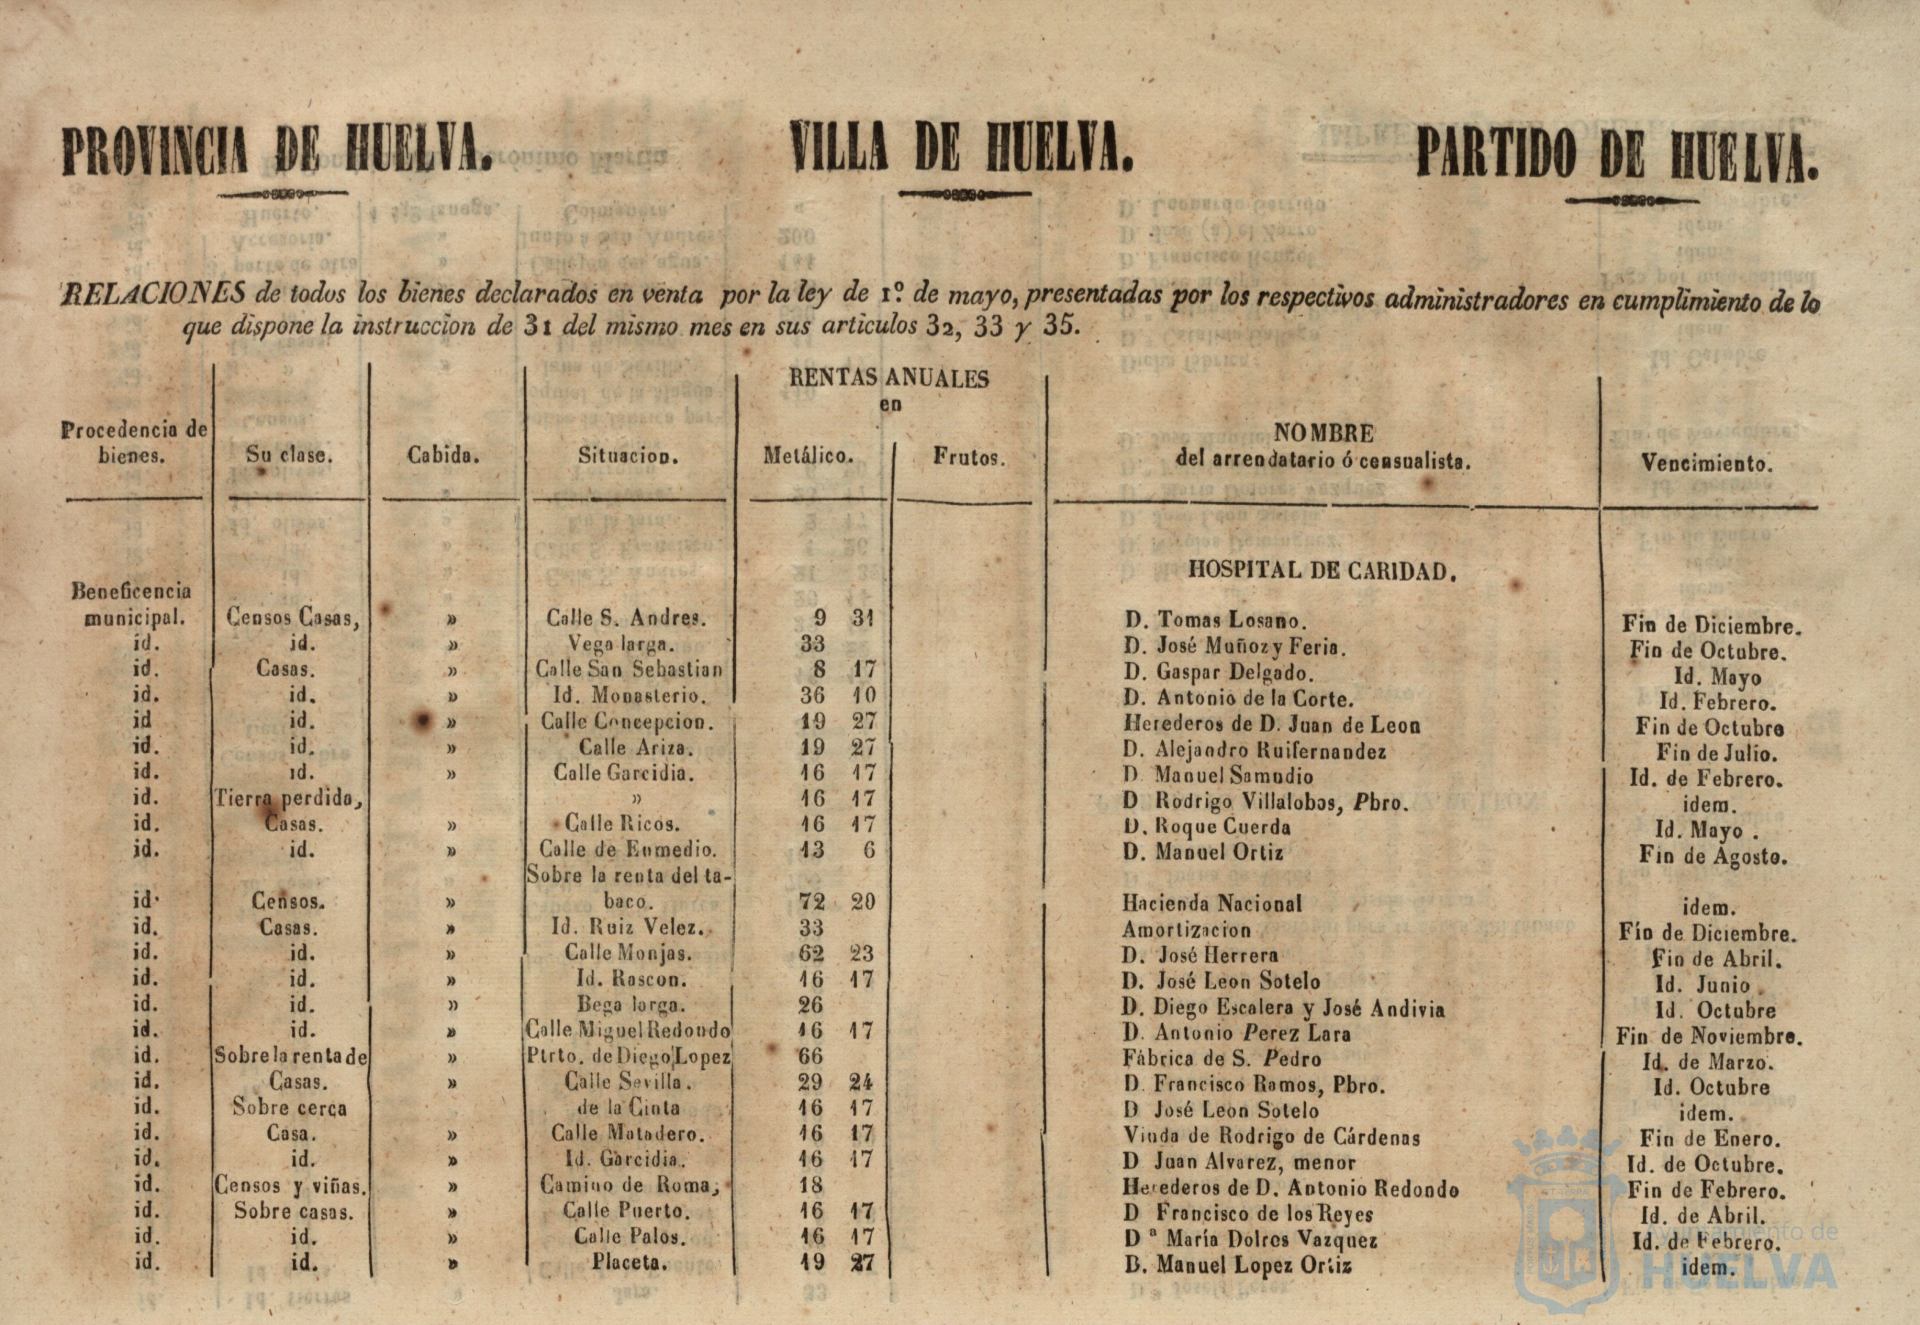 PROVINCIA DE HUELVA. VILLA DE HUELVA. PARTIDO DE HUELVA.
RELACIONES de todos los bienes declarados en venta por la ley de 1º. de mayo, presentadas por los respectivos administradores en cumplimiento de lo
que dispone la instruccion de 31 del mismo mes en sus articulos 32, 33 y 35.
RENTAS ANUALES
en
Procedencia de bienes. Su clase. Cabida. Situacion. Metálico. Frutos. NOMBRE del arrendatario ó censualista. Vencimiento.
HOSPITAL DE CARIDAD.
Beneficencia
municipal. Censos Casas, » Calle S. Andres. 9 31 D. Tomas Losano. Fin de Diciembre.
id. id. » Vega larga. 33 D. José Muñoz y Feria. Fin de Octubre.
id. Casas. » Calle San Sebastian 8 17 D. Gaspar Delgado. Id. Mayo
id. id. » Id. Monasterio. 36 10 D. Antonio de la Corte. Id. Febrero.
id id. » Calle Concepcion. 19 27 Herederos de D. Juan de Leon Fin de Octubre
id. id. » Calle Ariza. 19 27 D. Alejandro Ruifernandez Fin de Julio.
id. id. » Calle Garcidia. 16 17 D. Manuel Samudio Id. de Febrero.
id. Tierra perdida, » 16 17 D Rodrigo Villalobos, Pbro. idem.
id. Casas. » Calle Ricos. 16 17 D. Roque Cuerda Id. Mayo .
id. id. » Calle de Enmedio. 13 6 D. Manuel Ortiz Fin de Agosto.
Sobre la renta del ta-
id. Censos. » baco. 72 20 Hacienda Nacional idem.
id. Casas. » Id. Ruiz Velez. 33 Amortizacion Fin de Diciembre.
id. id. » Calle Monjas. 62 23 D. José Herrera Fin de Abril.
id. id. » Id. Rascon. 16 17 D. José Leon Sotelo Id. Junio
id. id. » Bega larga. 26 D. Diego Escalera y José Andivia Id. Octubre
id. id. » Calle Miguel Redondo 16 17 D. Antonio Perez Lara Fin de Noviembre.
id. Sobre la renta de » Ptrto. de Diego Lopez 66 Fábrica de S. Pedro Id. de Marzo.
id. Casas. » Calle Sevilla. 29 24 D. Francisco Ramos, Pbro. Id. Octubre
id. Sobre cerca de la Cinta 16 17 D José Leon Sotelo idem.
id. Casa. » Calle Matadero. 16 17 Viuda de Rodrigo de Cárdenas Fin de Enero.
id. id. » Id. Garcidia. 16 17 D Juan Alvarez, menor Id. de Octubre.
id. Censos y viñas. » Camino de Roma, 18 Herederos de D. Antonio Redondo Fin de Febrero.
id. Sobre casas. » Calle Puerto. 16 17 D Francisco de los Reyes Id. de Abril.
id. id. » Calle Palos. 16 17 D ª María Dolros Vazquez Id. de Febrero.
id. id. » Placeta. 19 27 D. Manuel Lopez Ortiz idem.
Ayuntamiento de
HUELVA